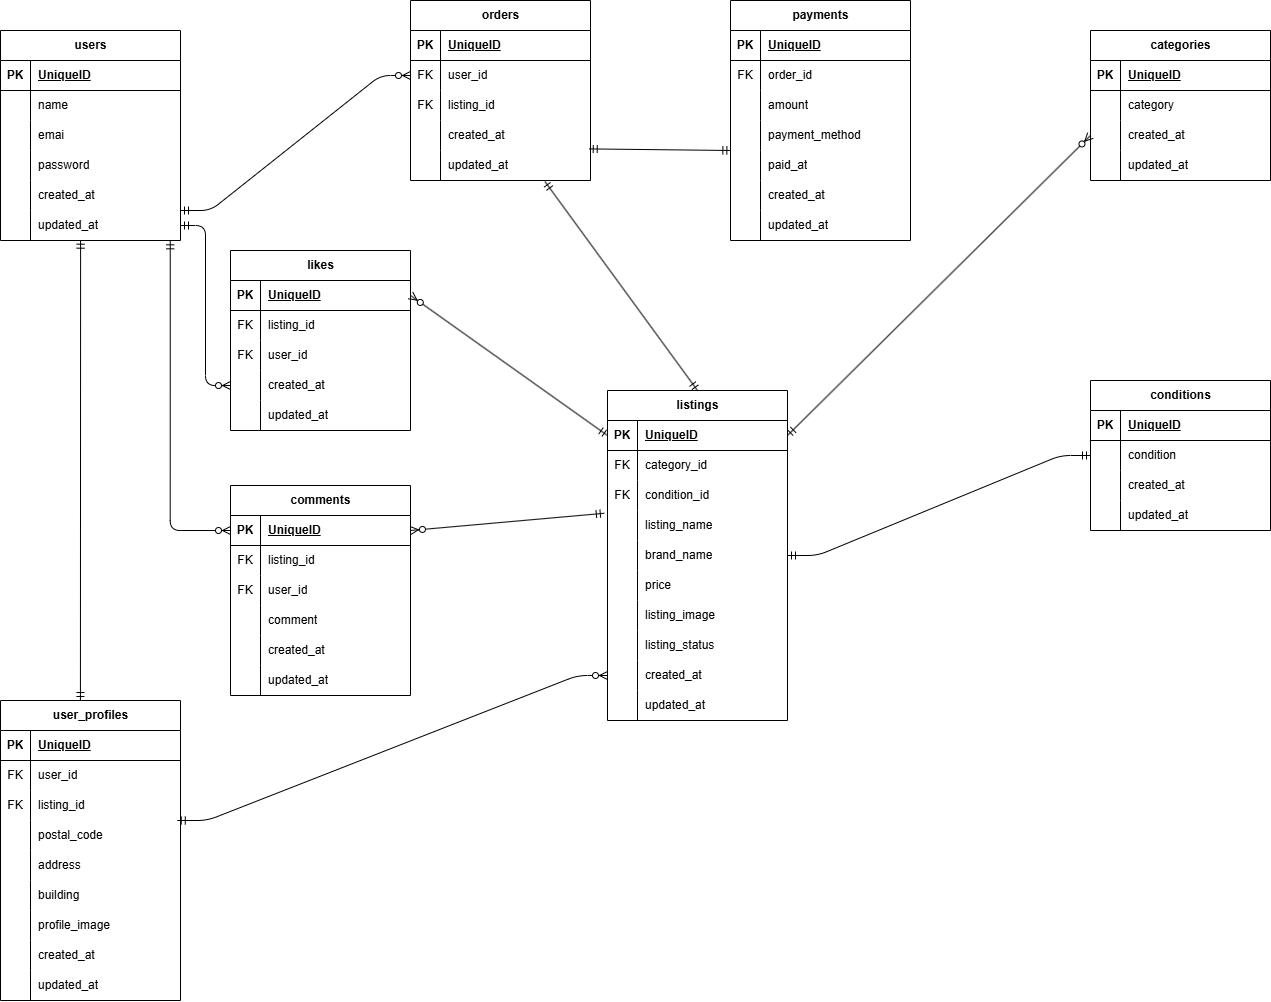 users
PK UniqueID
name
emai
password
created_at
updated_at
orders
PK UniqueID
FK user_id
FK listing_id
created_at
updated_at
payments
PK UniqueID
FK order_id
amount
payment_method
paid_at
created_at
updated_at
categories
PK UniqueID
category
created_at
updated_at
likes
PK UniqueID
FK listing_id
FK user_id
created_at
updated_at
listings
PK UniqueID
FK category_id
FK condition_id
listing_name
brand_name
price
listing_image
listing_status
created_at
updated_at
conditions
PK UniqueID
condition
created_at
updated_at
comments
PK UniqueID
FK listing_id
FK user_id
comment
created_at
updated_at
user_profiles
PK UniqueID
FK user_id
FK listing_id
postal_code
address
building
profile_image
created_at
updated_at